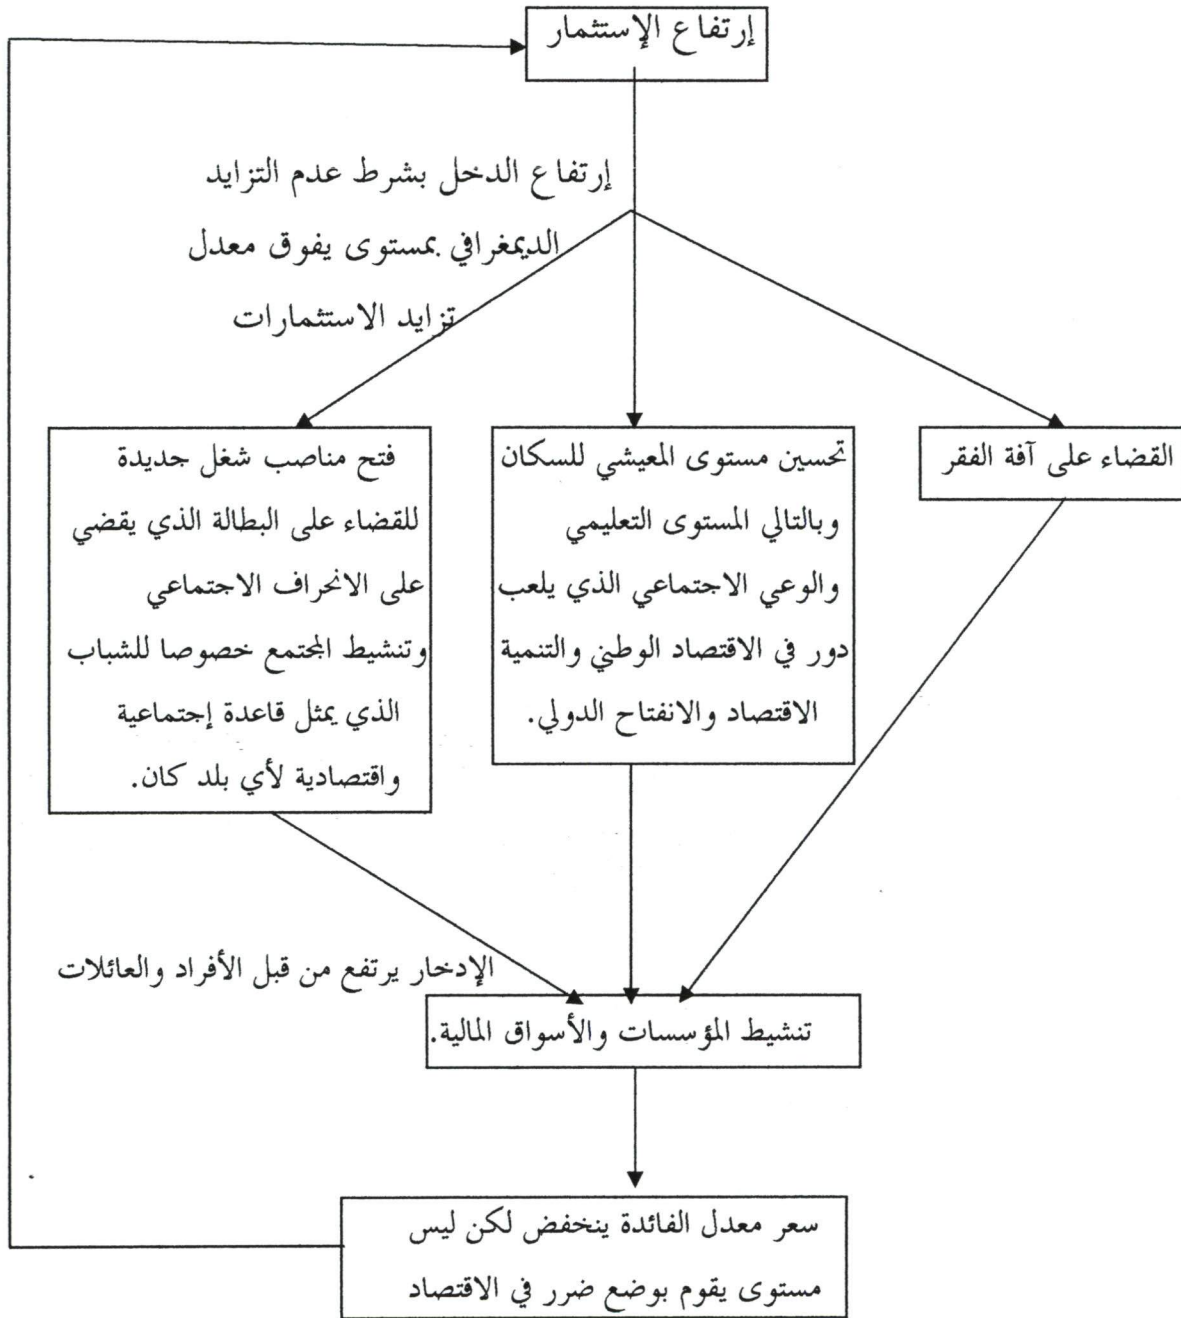 إرتفاع الإستثمار
إرتفاع الدخل بشرط عدم التزايد
الديمغرافي بمستوى يفوق معدل
تزايد الاستثمارات
القضاء على آفة الفقر
تحسين مستوى المعيشي للسكان
وبالتالي المستوى التعليمي
والوعي الاجتماعي الذي يلعب
دور في الاقتصاد الوطني والتنمية
الاقتصاد والانفتاح الدولي.
فتح مناصب شغل جديدة
للقضاء على البطالة الذي يقضي
على الانحراف الاجتماعي
وتنشيط المجتمع خصوصا للشباب
الذي يمثل قاعدة إجتماعية
واقتصادية لأي بلد كان.
الإدخار يرتفع من قبل الأفراد والعائلات
تنشيط المؤسسات والأسواق المالية.
سعر معدل الفائدة ينخفض لكن ليس
مستوى يقوم بوضع ضرر في الاقتصاد